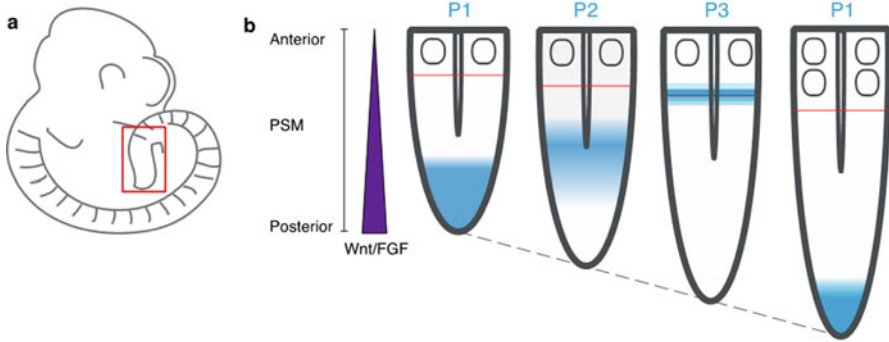 a
b
P1
P2
P3
P1
Anterior
PSM
Posterior
Wnt/FGF